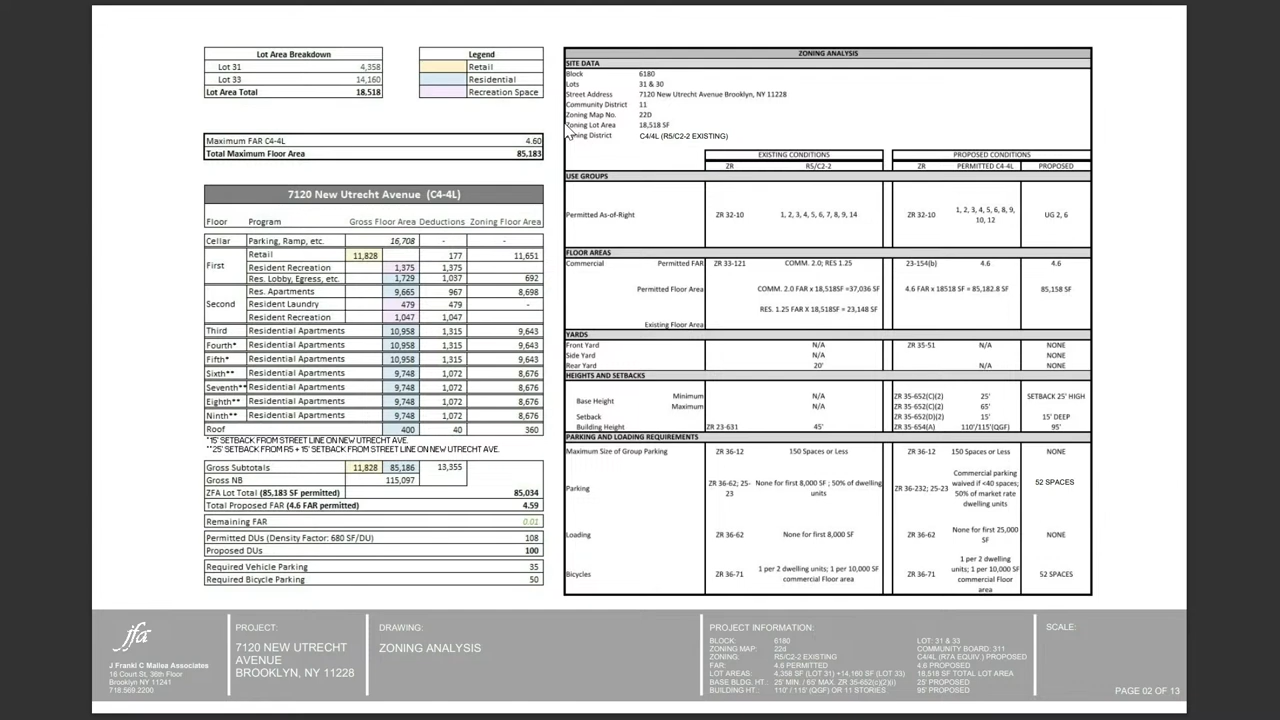 Lot Area Breakdown
Lot 31 4,358
Lot 33 14,160
Lot Area Total 18,518
Legend
Retail
Residential
Recreation Space
Maximum FAR C4-4L 4.60
Total Maximum Floor Area 85,183
7120 New Utrecht Avenue (C4-4L)
Floor Program Gross Floor Area Deductions Zoning Floor Area
Cellar Parking, Ramp, etc. 16,708 - -
First Retail 11,828 177 11,651
Resident Recreation 1,375 1,375
Res. Lobby, Egress, etc. 1,729 1,037 692
Second Res. Apartments 9,665 967 8,698
Resident Laundry 479 479 -
Resident Recreation 1,047 1,047
Third Residential Apartments 10,958 1,315 9,643
Fourth* Residential Apartments 10,958 1,315 9,643
Fifth* Residential Apartments 10,958 1,315 9,643
Sixth** Residential Apartments 9,748 1,072 8,676
Seventh** Residential Apartments 9,748 1,072 8,676
Eighth** Residential Apartments 9,748 1,072 8,676
Ninth** Residential Apartments 9,748 1,072 8,676
Roof 400 40 360
*15' SETBACK FROM STREET LINE ON NEW UTRECHT AVE.
**25' SETBACK FROM R5 + 15' SETBACK FROM STREET LINE ON NEW UTRECHT AVE.
Gross Subtotals 11,828 85,186 13,355
Gross NB 115,097
ZFA Lot Total (85,183 SF permitted) 85,034
Total Proposed FAR (4.6 FAR permitted) 4.59
Remaining FAR 0.01
Permitted DUs (Density Factor: 680 SF/DU) 108
Proposed DUs 100
Required Vehicle Parking 35
Required Bicycle Parking 50
ZONING ANALYSIS
SITE DATA
Block 6180
Lots 31 & 30
Street Address 7120 New Utrecht Avenue Brooklyn, NY 11228
Community District 11
Zoning Map No. 22D
Zoning Lot Area 18,518 SF
District C4/4L (R5/C2-2 EXISTING)
EXISTING CONDITIONS PROPOSED CONDITIONS
ZR R5/C2-2 ZR PERMITTED C4-4L PROPOSED
USE GROUPS
Permitted As-of-Right ZR 32-10 1, 2, 3, 4, 5, 6, 7, 8, 9, 14 ZR 32-10 1, 2, 3, 4, 5, 6, 8, 9, 10, 12 UG 2, 6
FLOOR AREAS
Commercial Permitted FAR ZR 33-121 COMM. 2.0; RES 1.25 23-154(b) 4.6 4.6
Permitted Floor Area COMM. 2.0 FAR x 18,518SF =37,036 SF 4.6 FAR x 18518 SF = 85,182.8 SF 85,158 SF
RES. 1.25 FAR X 18,518SF = 23,148 SF
Existing Floor Area
YARDS
Front Yard N/A ZR 35-51 N/A NONE
Side Yard N/A NONE
Rear Yard 20' N/A NONE
HEIGHTS AND SETBACKS
Base Height Minimum N/A ZR 35-652(C)(2) 25' SETBACK 25' HIGH
Maximum N/A ZR 35-652(C)(2) 65'
Setback ZR 35-652(D)(2) 15' 15' DEEP
Building Height ZR 23-631 45' ZR 35-654(A) 110'/115'(QGF) 95'
PARKING AND LOADING REQUIREMENTS
Maximum Size of Group Parking ZR 36-12 150 Spaces or Less ZR 36-12 150 Spaces or Less NONE
Parking ZR 36-62; 25-23 None for first 8,000 SF ; 50% of dwelling units ZR 36-232; 25-23 Commercial parking waived if <40 spaces; 50% of market rate dwelling units 52 SPACES
Loading ZR 36-62 None for first 8,000 SF ZR 36-62 None for first 25,000 SF NONE
Bicycles ZR 36-71 1 per 2 dwelling units; 1 per 10,000 SF commercial Floor area ZR 36-71 1 per 2 dwelling units; 1 per 10,000 SF commercial Floor area 52 SPACES
jfa
J Frankl C Mallea Associates
16 Court St, 36th Floor
Brooklyn NY 11241
718.569.2200
PROJECT:
7120 NEW UTRECHT
AVENUE
BROOKLYN, NY 11228
DRAWING:
ZONING ANALYSIS
PROJECT INFORMATION:
BLOCK: 6180 LOT: 31 & 33
ZONING MAP: 22d COMMUNITY BOARD: 311
ZONING: R5/C2-2 EXISTING C4/4L (R7A EQUIV.) PROPOSED
FAR: 4.6 PERMITTED 4.6 PROPOSED
LOT AREAS: 4.358 SF (LOT 31) +14,160 SF (LOT 33) 18,518 SF TOTAL LOT AREA
BASE BLDG. HT.: 25' MIN. / 65' MAX. ZR 35-652(c)(2)(i) 25' PROPOSED
BUILDING HT: 110' / 115' (QGF) OR 11 STORIES 95' PROPOSED
SCALE:
PAGE 02 OF 13